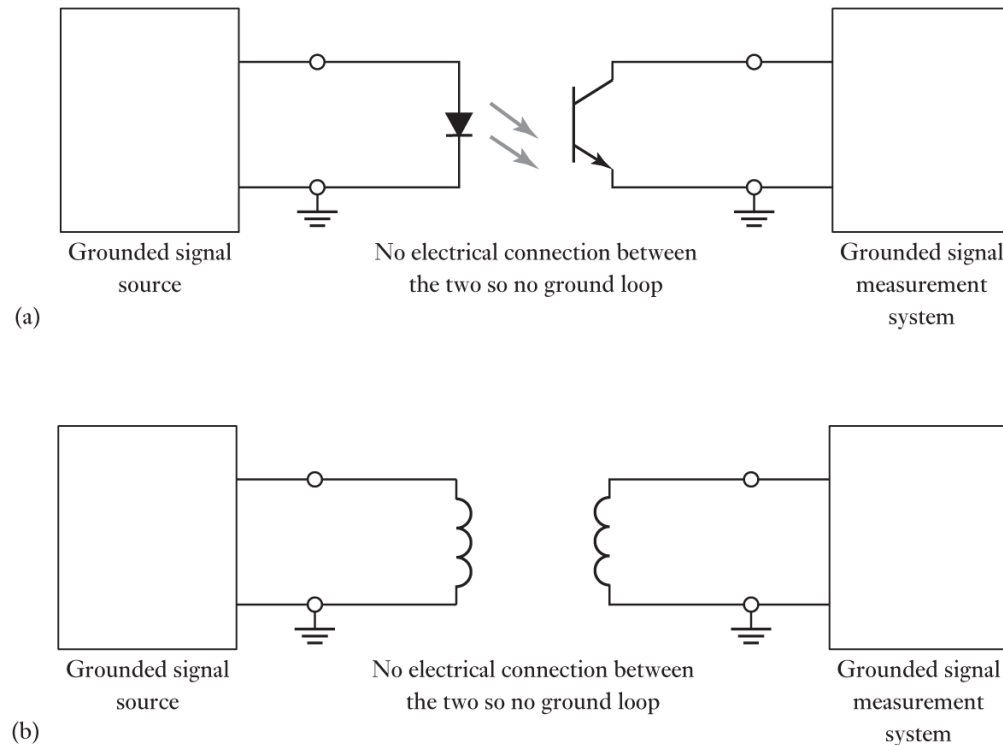 Grounded signal
source
No electrical connection between
the two so no ground loop
Grounded signal
measurement
system
(a)
Grounded signal
source
No electrical connection between
the two so no ground loop
Grounded signal
measurement
system
(b)